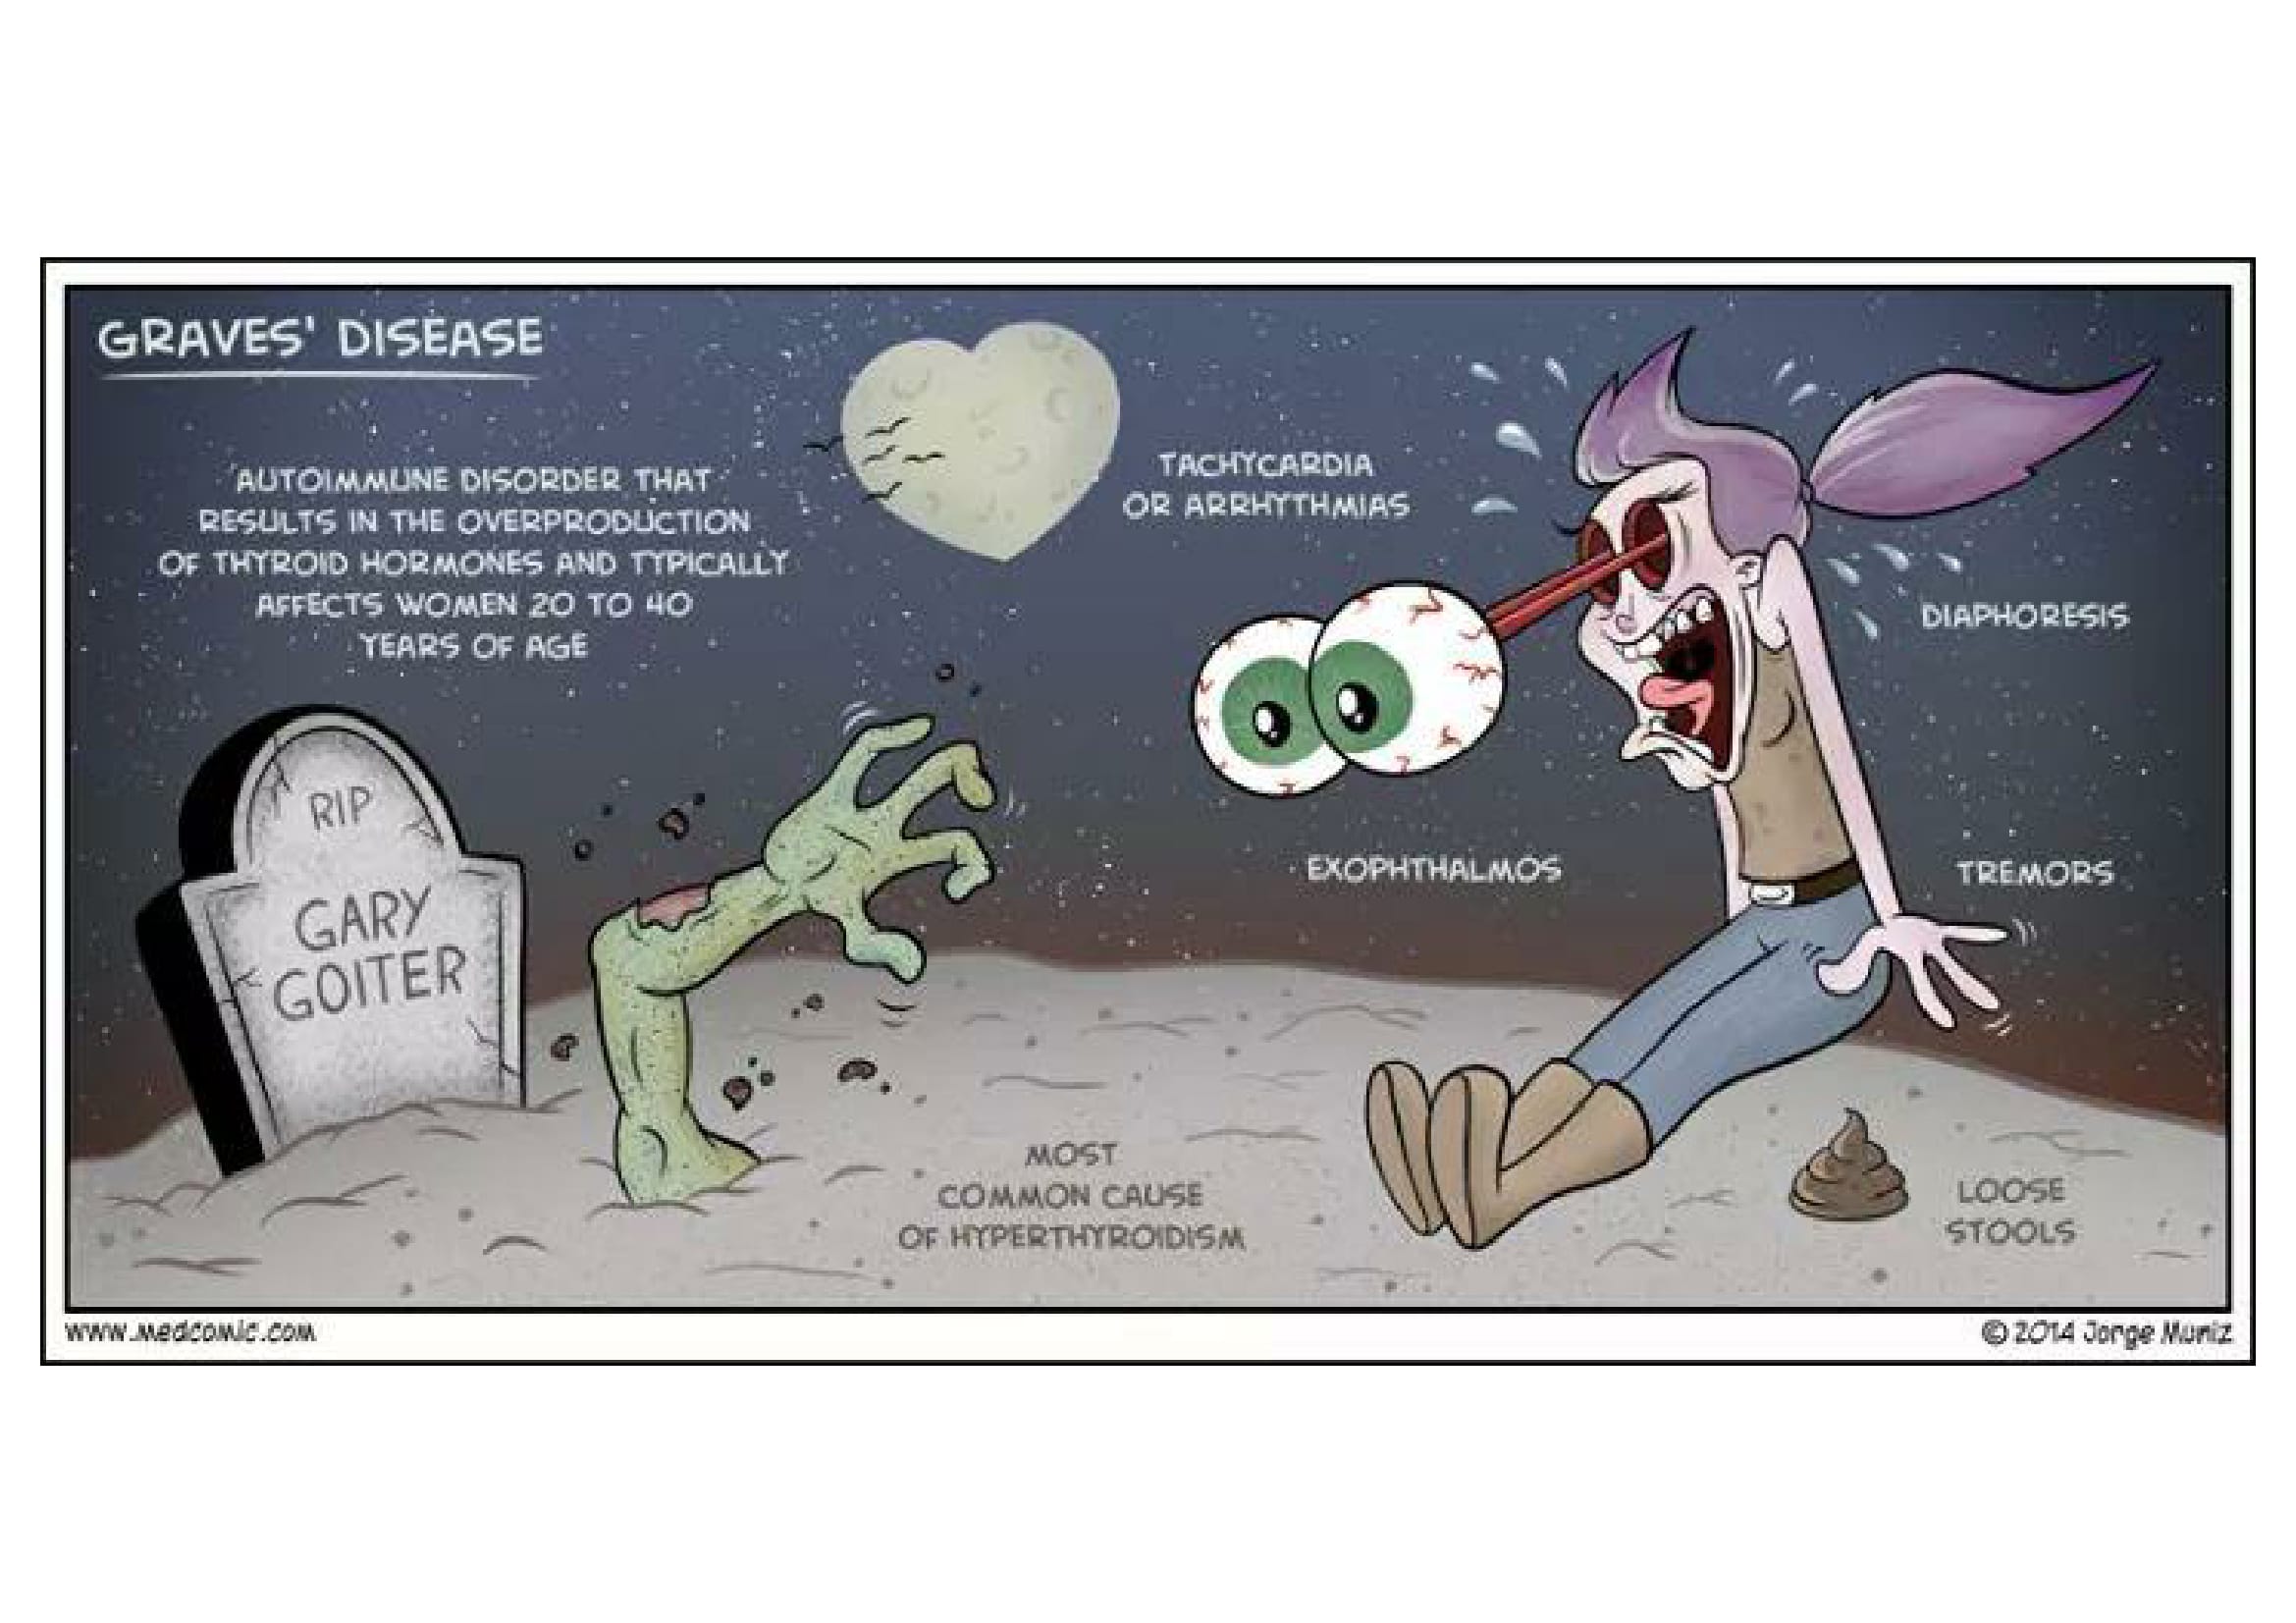 GRAVES' DISEASE
AUTOIMMUNE DISORDER THAT
RESULTS IN THE OVERPRODUCTION
OF THYROID HORMONES AND TYPICALLY
AFFECTS WOMEN 20 TO 40
YEARS OF AGE
TACHYCARDIA
OR ARRHYTHMIAS
DIAPHORESIS
EXOPHTHALMOS
TREMORS
RIP
GARY
GOITER
MOST
COMMON CAUSE
OF HYPERTHYROIDISM
LOOSE
STOOLS
www.medcomic.com
© 2014 Jorge Muniz